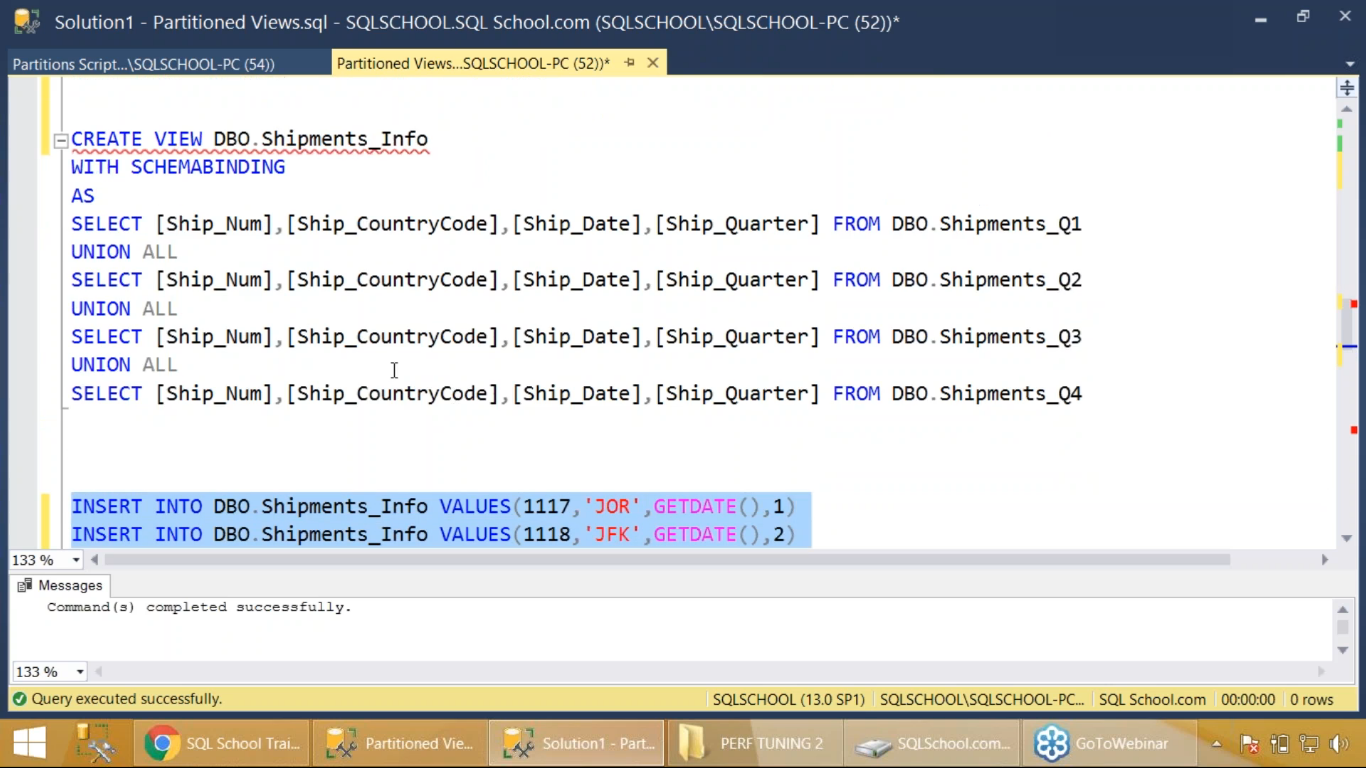 Solution1 - Partitioned Views.sql - SQLSCHOOL.SQL School.com (SQLSCHOOL\SQLSCHOOL-PC (52))*
Partitions Script...\SQLSCHOOL-PC (54))
Partitioned Views...SQLSCHOOL-PC (52))*
CREATE VIEW DBO.Shipments_Info
WITH SCHEMABINDING
AS
SELECT [Ship_Num],[Ship_CountryCode],[Ship_Date],[Ship_Quarter] FROM DBO.Shipments_Q1
UNION ALL
SELECT [Ship_Num],[Ship_CountryCode],[Ship_Date],[Ship_Quarter] FROM DBO.Shipments_Q2
UNION ALL
SELECT [Ship_Num],[Ship_CountryCode],[Ship_Date],[Ship_Quarter] FROM DBO.Shipments_Q3
UNION ALL
SELECT [Ship_Num],[Ship_CountryCode],[Ship_Date],[Ship_Quarter] FROM DBO.Shipments_Q4
INSERT INTO DBO.Shipments_Info VALUES(1117,'JOR',GETDATE(),1)
INSERT INTO DBO.Shipments_Info VALUES(1118,'JFK',GETDATE(),2)
133 %
Messages
Command(s) completed successfully.
133 %
Query executed successfully. SQLSCHOOL (13.0 SP1) SQLSCHOOL\SQLSCHOOL-PC... SQL School.com 00:00:00 0 rows
SQL School Trai... Partitioned Vie... Solution1 - Part... PERF TUNING 2 SQLSchool.com... GoToWebinar